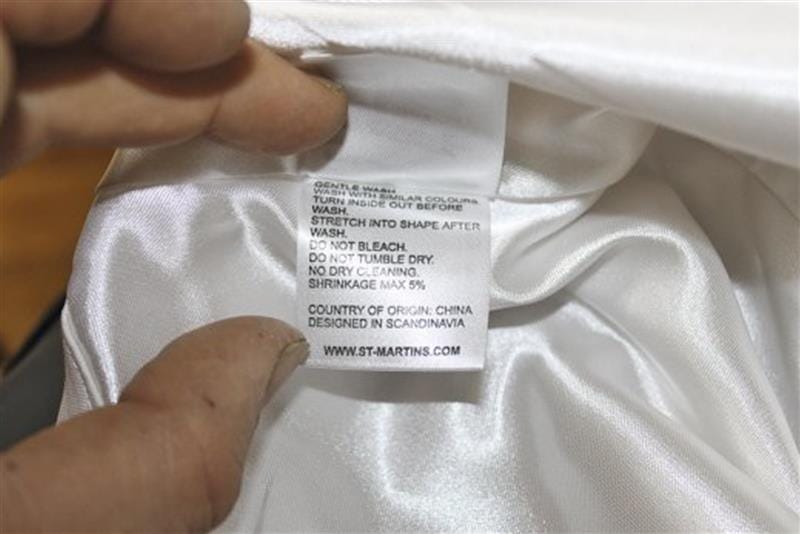 GENTLE WASH
WASH WITH SIMILAR COLOURS
TURN INSIDE OUT BEFORE
WASH.
STRETCH INTO SHAPE AFTER
WASH.
DO NOT BLEACH.
DO NOT TUMBLE DRY.
NO DRY CLEANING.
SHRINKAGE MAX 5%
COUNTRY OF ORIGIN: CHINA
DESIGNED IN SCANDINAVIA
WWW.ST-MARTINS.COM